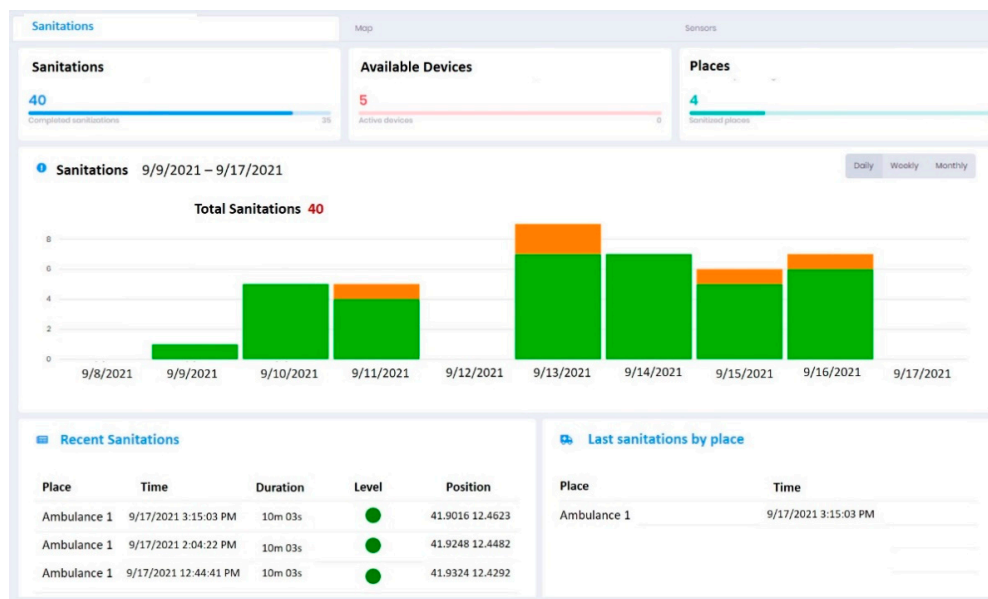 Sanitations Map Sensors
Sanitations Available Devices Places
40 5 4
Completed sanitizations 35 Active devices 0 Sanitized places
Sanitations 9/9/2021 – 9/17/2021 Daily Weekly Monthly
Total Sanitations 40
8
6
4
2
0
9/8/2021 9/9/2021 9/10/2021 9/11/2021 9/12/2021 9/13/2021 9/14/2021 9/15/2021 9/16/2021 9/17/2021
Recent Sanitations
Place Time Duration Level Position
Ambulance 1 9/17/2021 3:15:03 PM 10m 03s 41.9016 12.4623
Ambulance 1 9/17/2021 2:04:22 PM 10m 03s 41.9248 12.4482
Ambulance 1 9/17/2021 12:44:41 PM 10m 03s 41.9324 12.4292
Last sanitations by place
Place Time
Ambulance 1 9/17/2021 3:15:03 PM